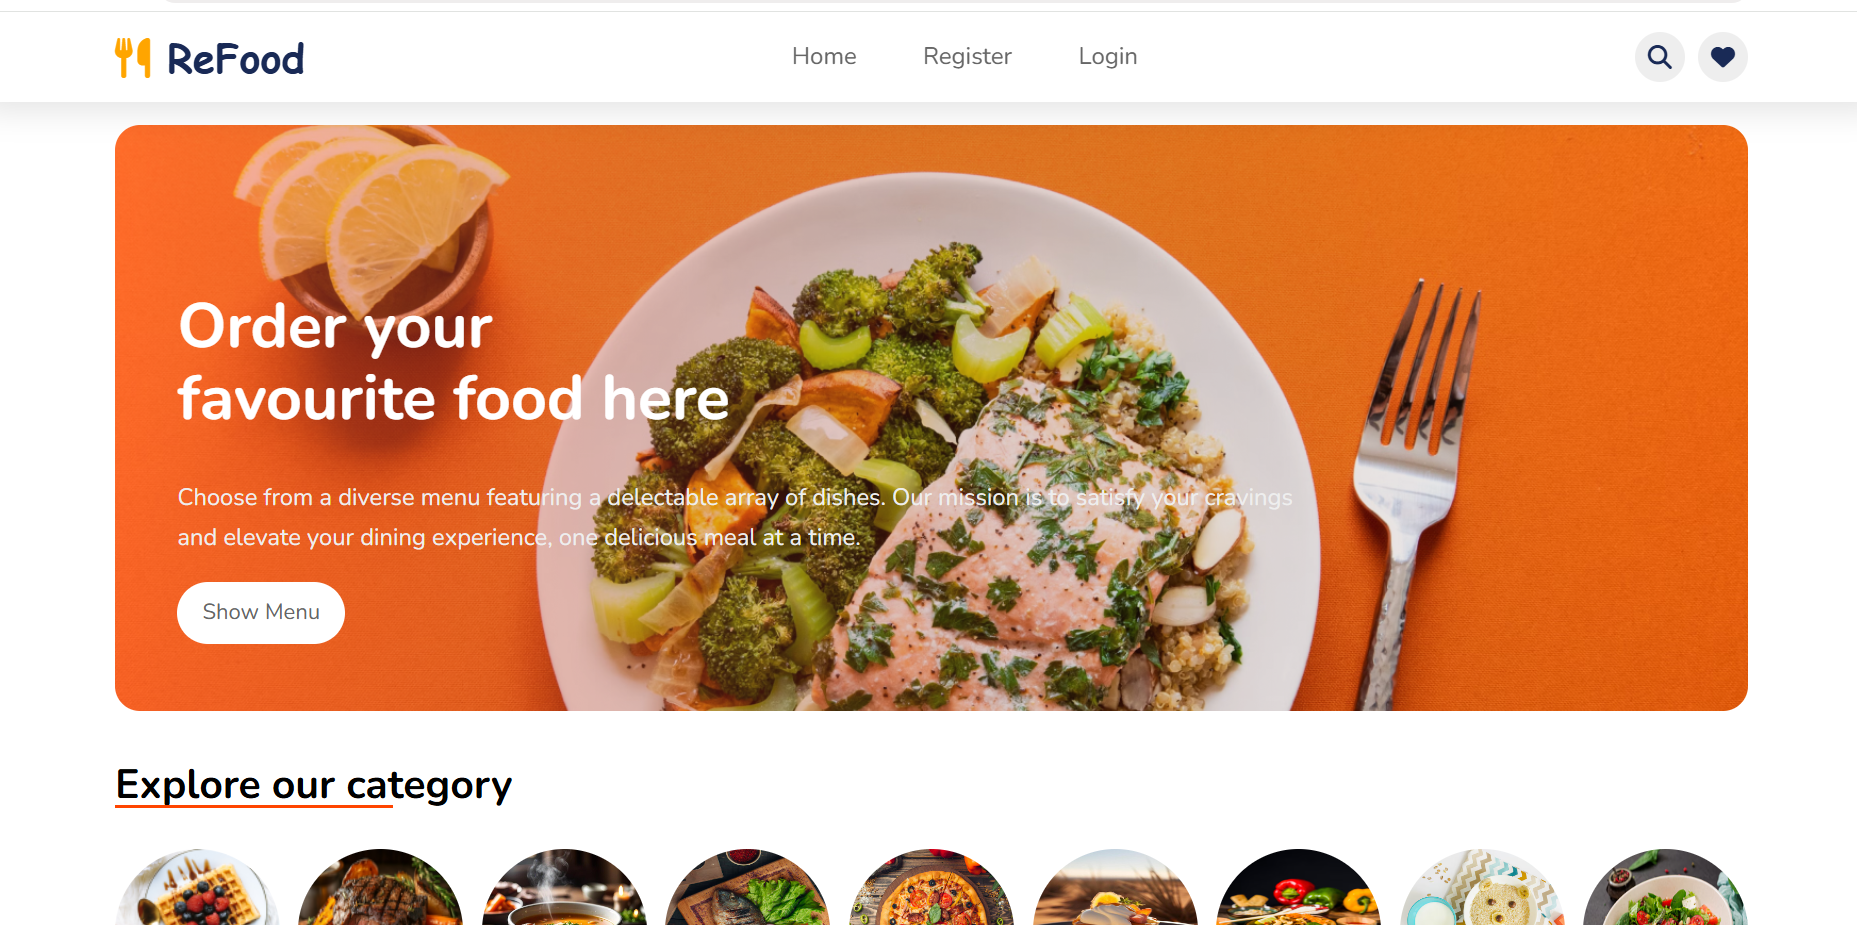 ReFood
Home
Register
Login
Order your
favourite food here
Choose from a diverse menu featuring a delectable array of dishes. Our mission is to satisfy your cravings
and elevate your dining experience, one delicious meal at a time.
Show Menu
Explore our category